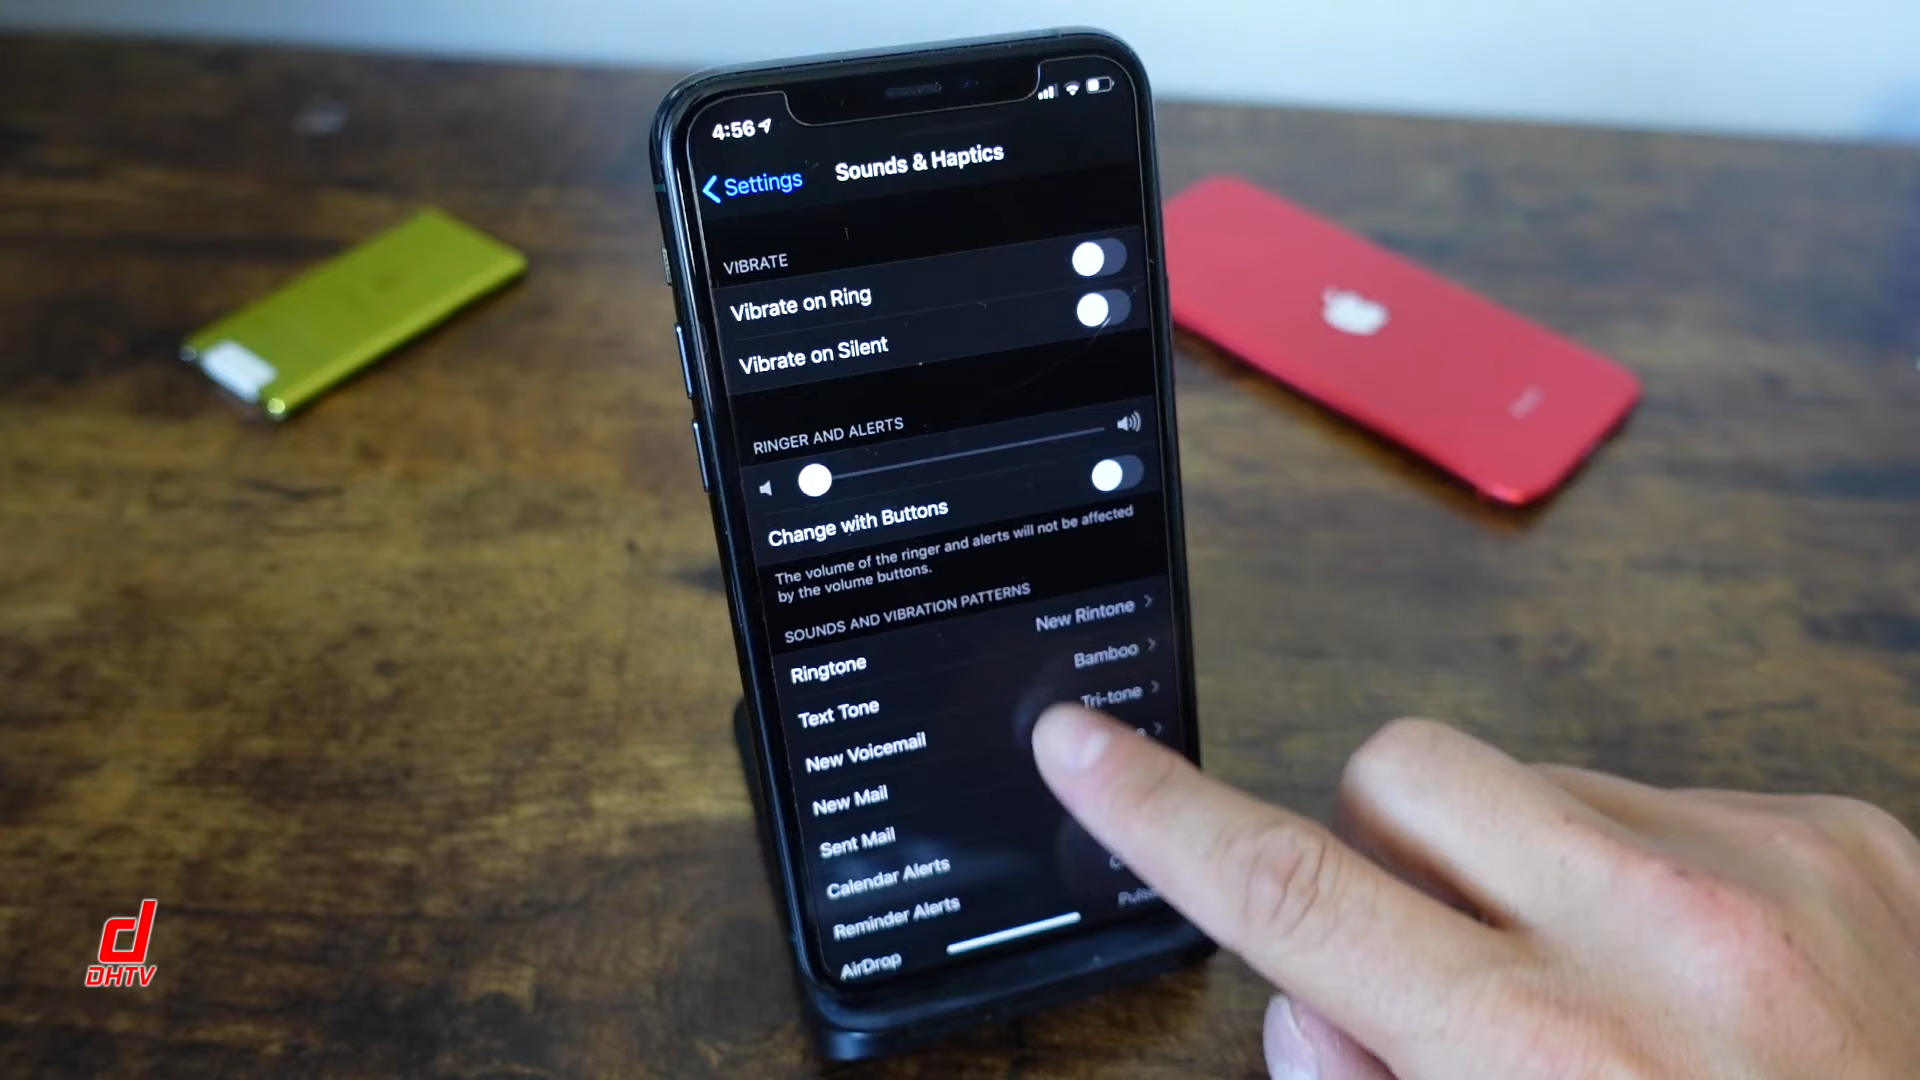 4:56
Settings
Sounds & Haptics
VIBRATE
Vibrate on Ring
Vibrate on Silent
RINGER AND ALERTS
Change with Buttons
The volume of the ringer and alerts will not be affected
by the volume buttons.
SOUNDS AND VIBRATION PATTERNS
Ringtone New Rintone
Text Tone Bamboo
New Voicemail Tri-tone
New Mail
Sent Mail
Calendar Alerts
Reminder Alerts
AirDrop
d
DHTV